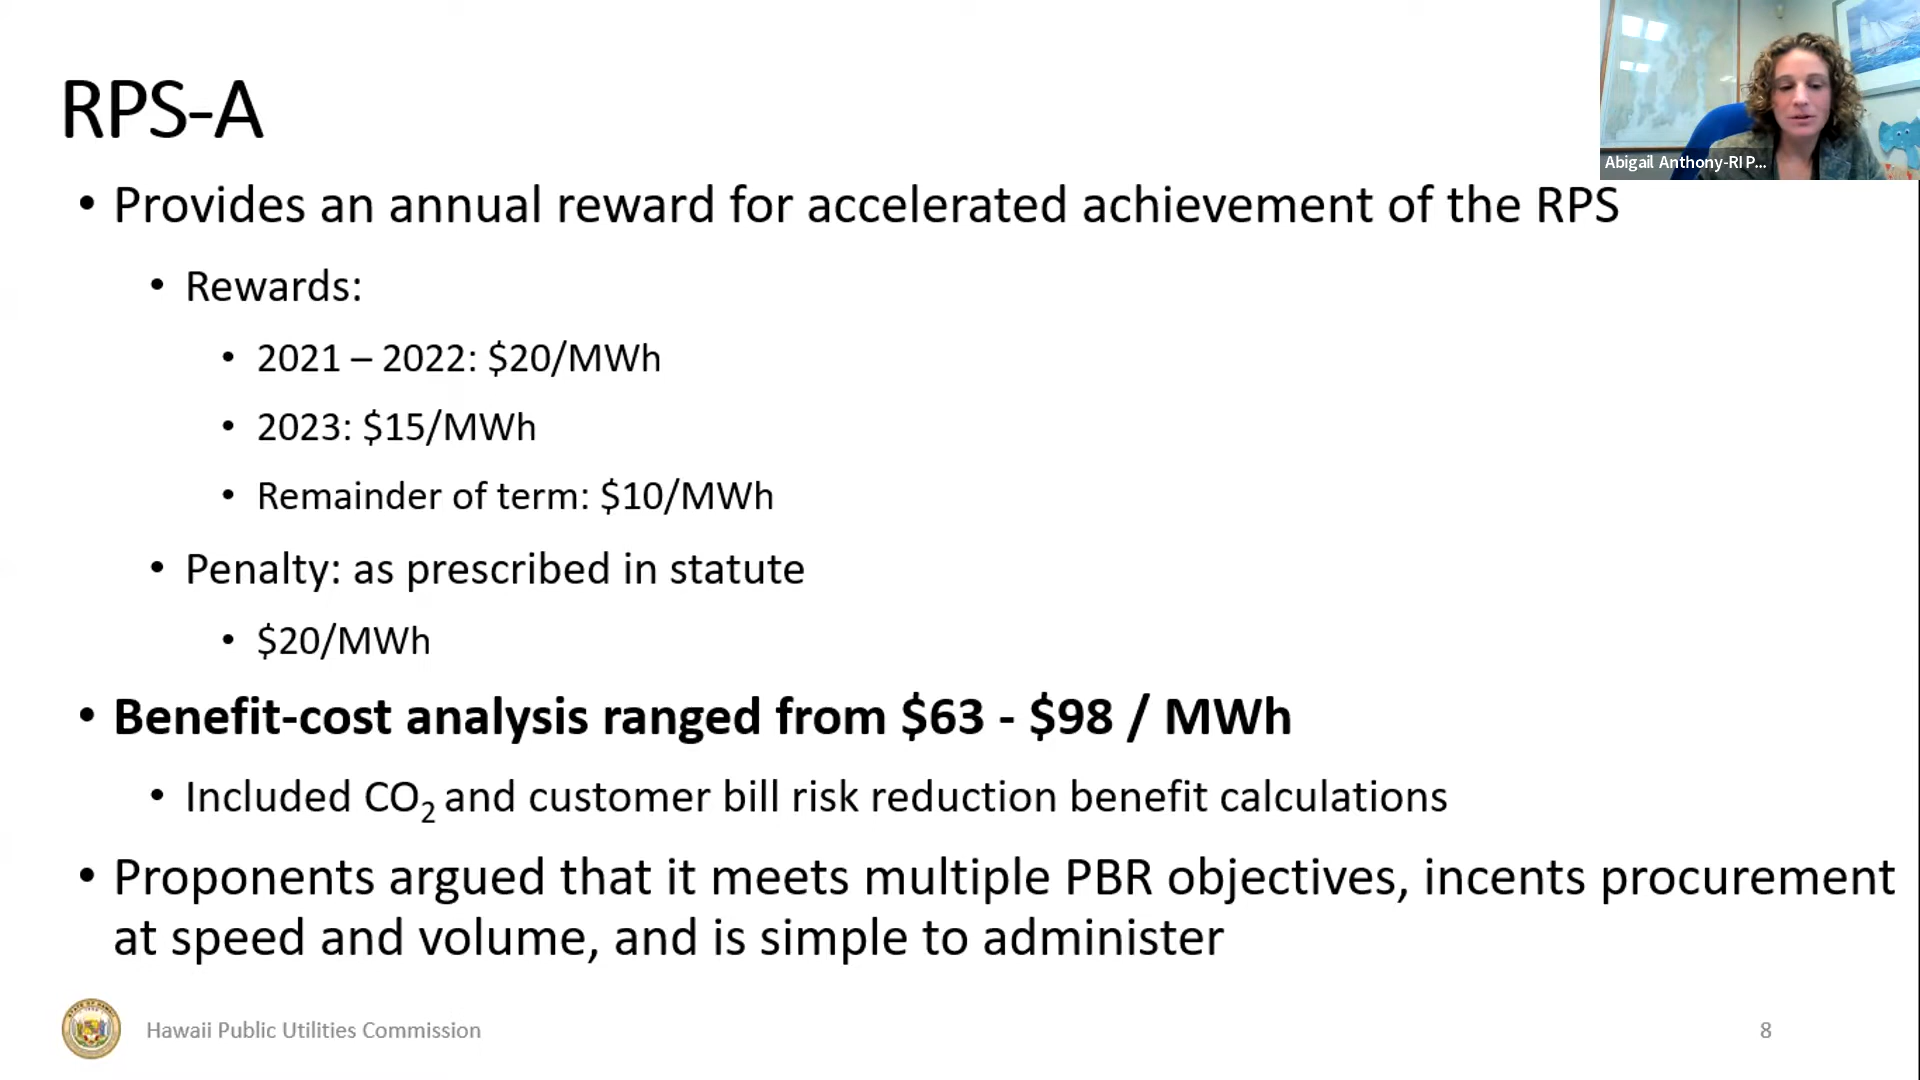 RPS-A
Abigail Anthony-RI P...
• Provides an annual reward for accelerated achievement of the RPS
• Rewards:
• 2021 – 2022: $20/MWh
• 2023: $15/MWh
• Remainder of term: $10/MWh
• Penalty: as prescribed in statute
• $20/MWh
• Benefit-cost analysis ranged from $63 - $98 / MWh
• Included CO₂ and customer bill risk reduction benefit calculations
• Proponents argued that it meets multiple PBR objectives, incents procurement
at speed and volume, and is simple to administer
Hawaii Public Utilities Commission
8